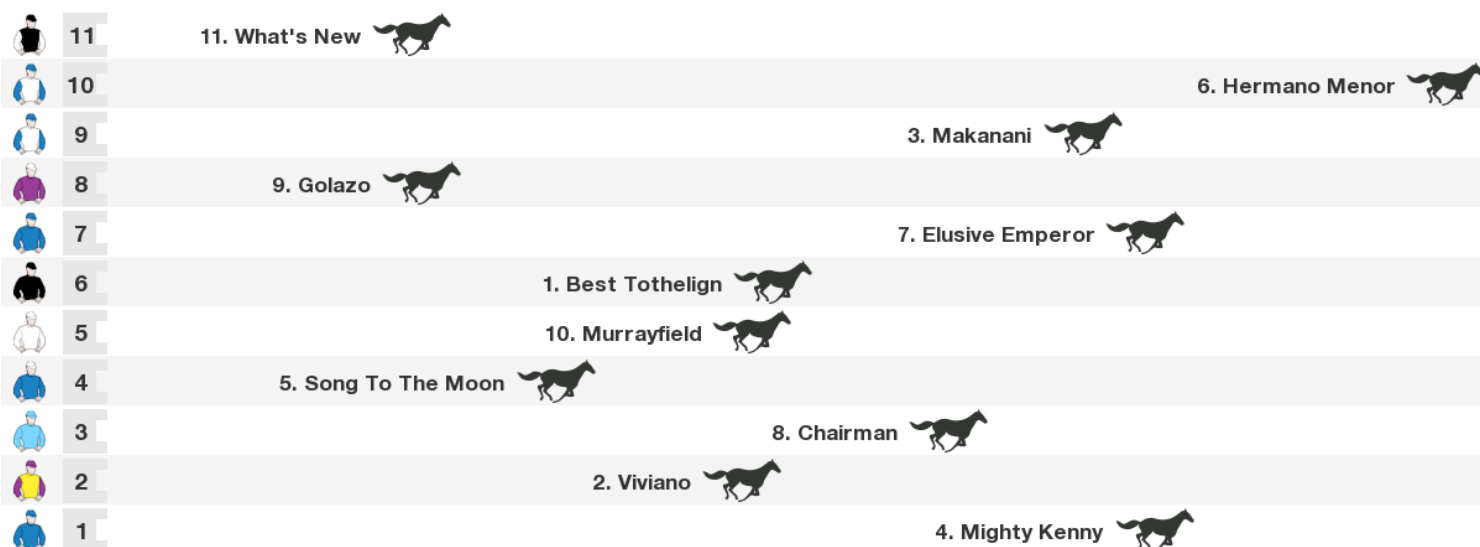 11 11. What's New
10 6. Hermano Menor
9 3. Makanani
8 9. Golazo
7 7. Elusive Emperor
6 1. Best Tothelign
5 10. Murrayfield
4 5. Song To The Moon
3 8. Chairman
2 2. Viviano
1 4. Mighty Kenny